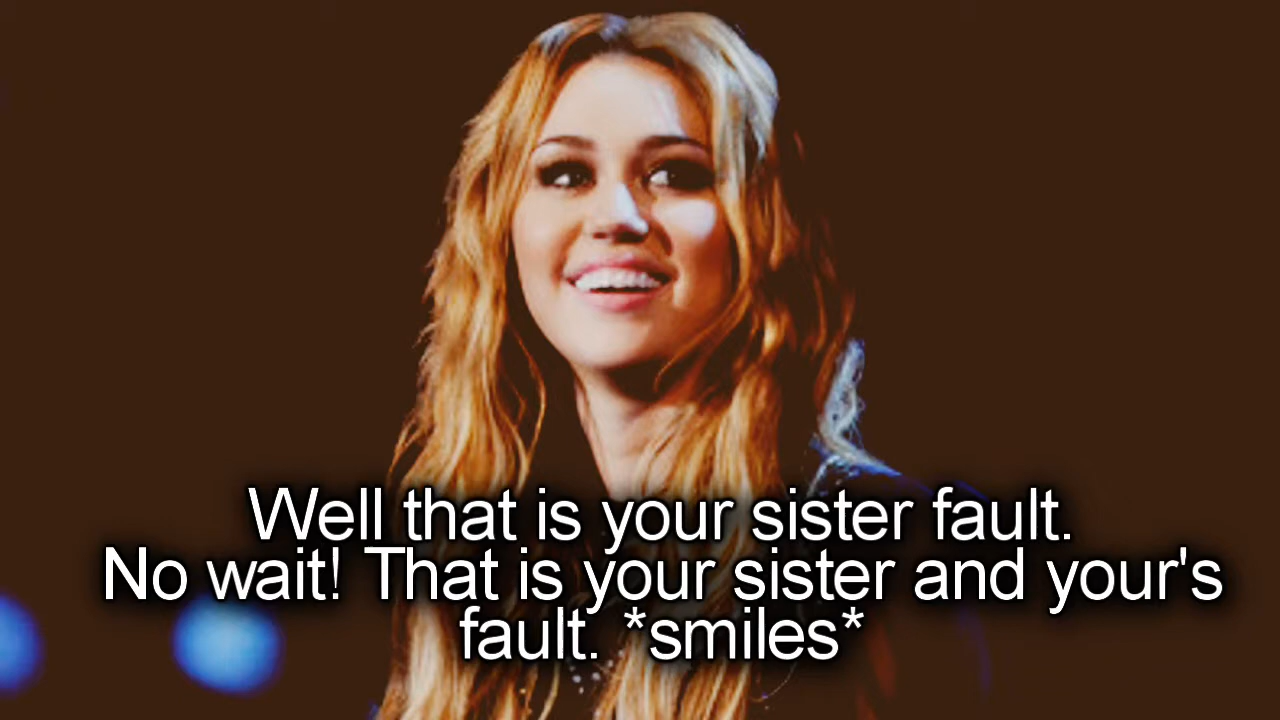 Well that is your sister fault.
No wait! That is your sister and your's
fault. *smiles*